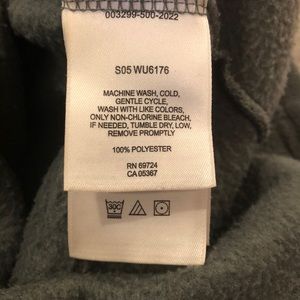 003299-500-2022
S05 WU6176
MACHINE WASH, COLD,
GENTLE CYCLE,
WASH WITH LIKE COLORS,
ONLY NON-CHLORINE BLEACH,
IF NEEDED, TUMBLE DRY, LOW,
REMOVE PROMPTLY
100% POLYESTER
RN 69724
CA 05367
30C